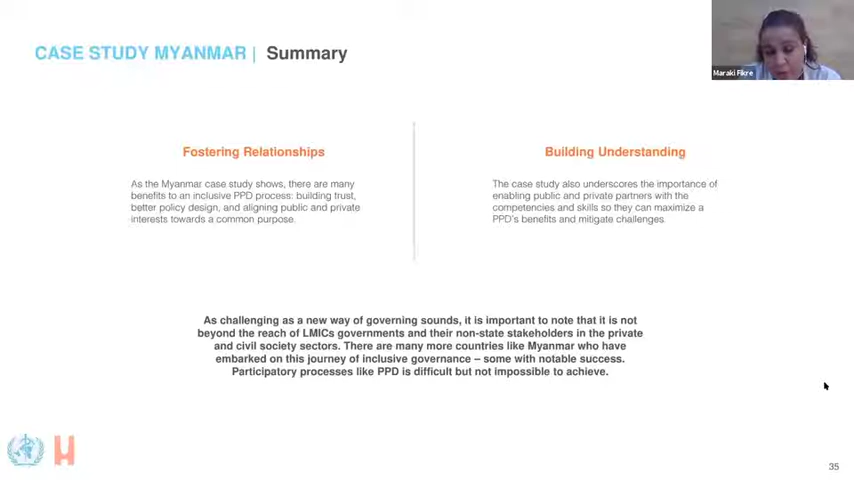 CASE STUDY MYANMAR | Summary
Maraki Fikre
Fostering Relationships
As the Myanmar case study shows, there are many
benefits to an inclusive PPD process: building trust,
better policy design, and aligning public and private
interests towards a common purpose.
Building Understanding
The case study also underscores the importance of
enabling public and private partners with the
competencies and skills so they can maximize a
PPD's benefits and mitigate challenges.
As challenging as a new way of governing sounds, it is important to note that it is not
beyond the reach of LMICs governments and their non-state stakeholders in the private
and civil society sectors. There are many more countries like Myanmar who have
embarked on this journey of inclusive governance – some with notable success.
Participatory processes like PPD is difficult but not impossible to achieve.
35